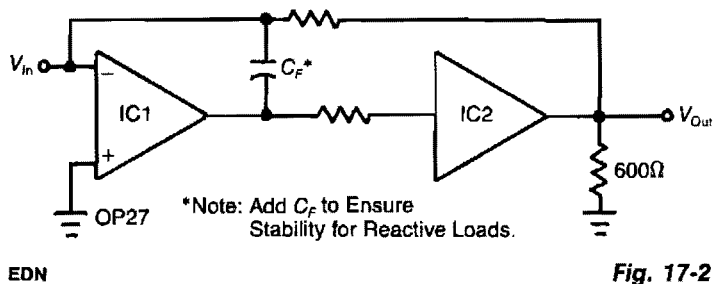 V_In
−
IC1
+
OP27
C_F*
IC2
V_Out
600Ω
*Note: Add C_F to Ensure
Stability for Reactive Loads.
EDN
Fig. 17-2